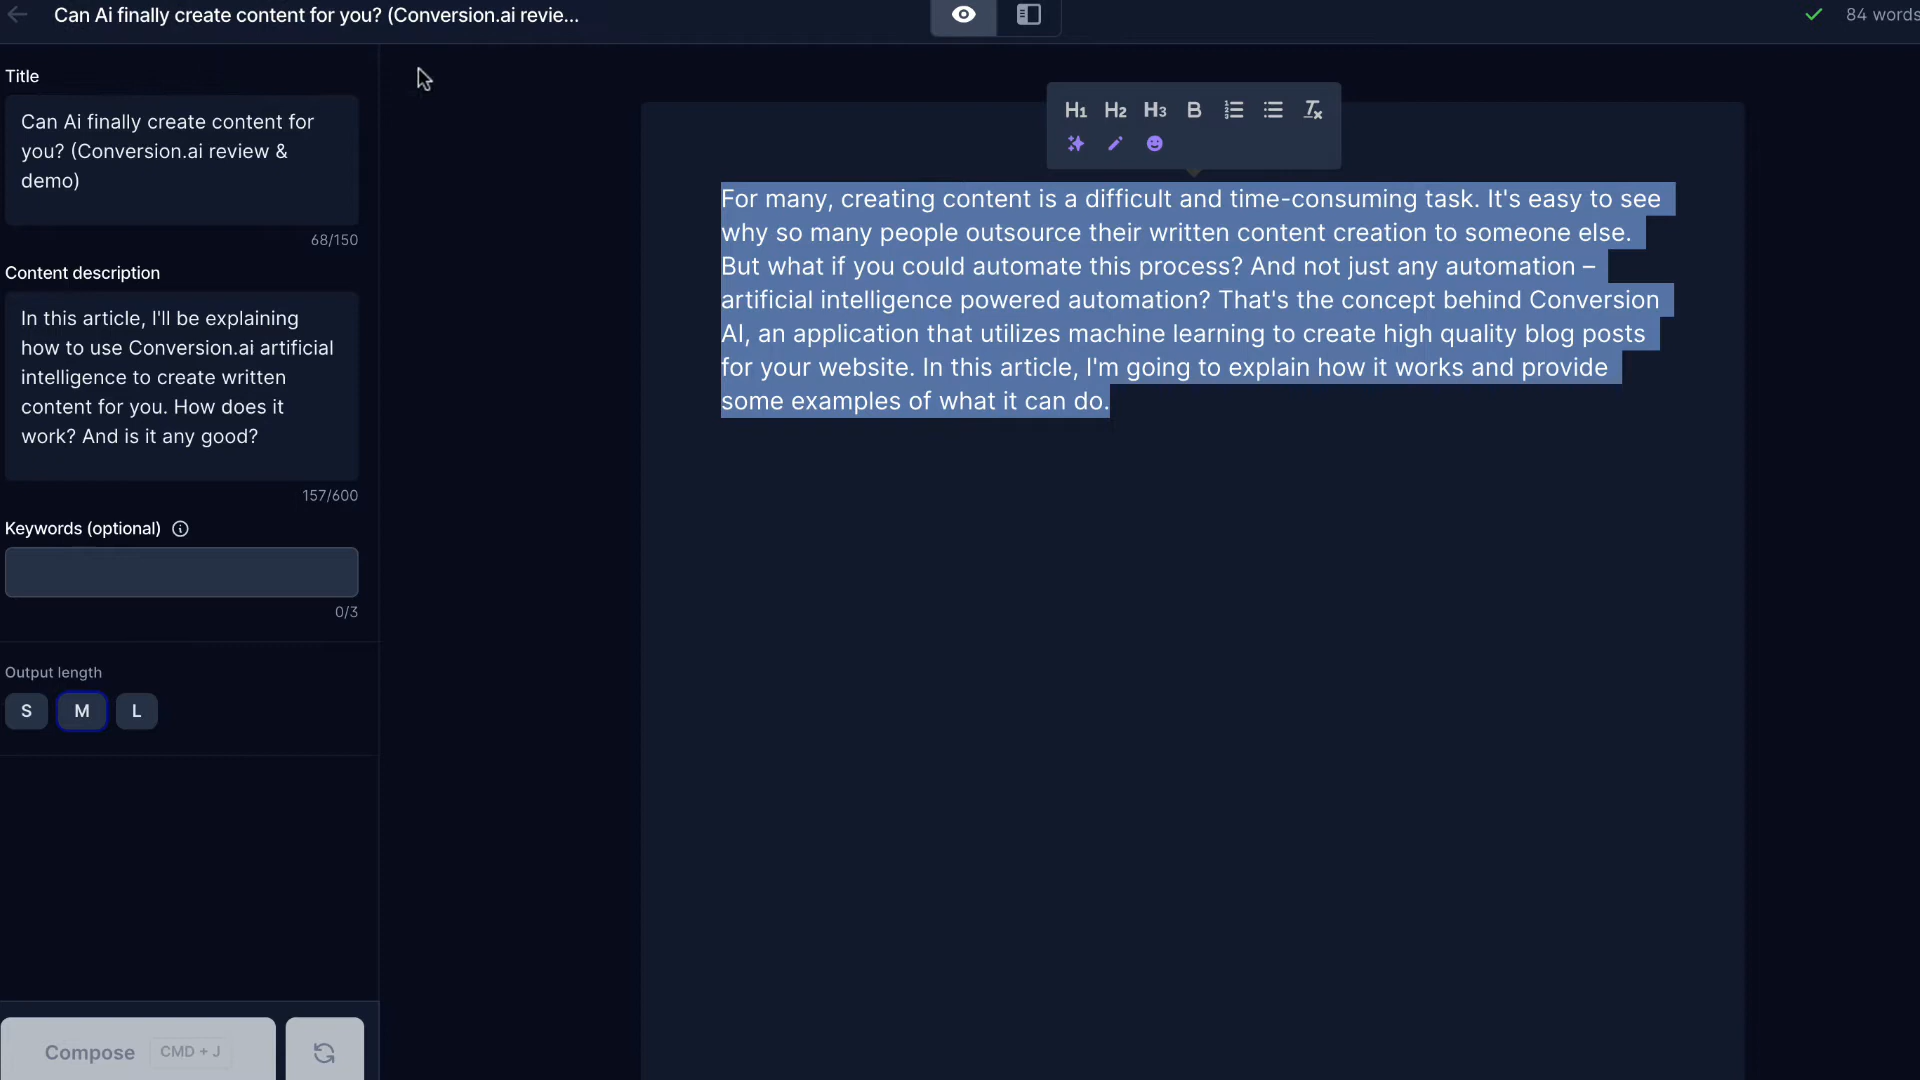 Can Ai finally create content for you? (Conversion.ai revie...
84 words
Title
Can Ai finally create content for
you? (Conversion.ai review &
demo)
68/150
Content description
In this article, I'll be explaining
how to use Conversion.ai artificial
intelligence to create written
content for you. How does it
work? And is it any good?
157/600
Keywords (optional)
0/3
Output length
S M L
Compose CMD + J
H1 H2 H3 B
For many, creating content is a difficult and time-consuming task. It's easy to see
why so many people outsource their written content creation to someone else.
But what if you could automate this process? And not just any automation –
artificial intelligence powered automation? That's the concept behind Conversion
AI, an application that utilizes machine learning to create high quality blog posts
for your website. In this article, I'm going to explain how it works and provide
some examples of what it can do.